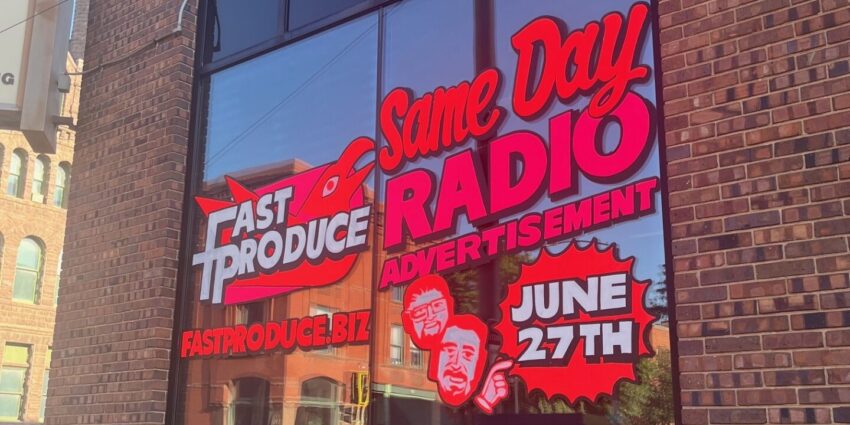 FAST
PRODUCE
FASTPRODUCE.BIZ
Same Day
RADIO
ADVERTISEMENT
JUNE
27TH